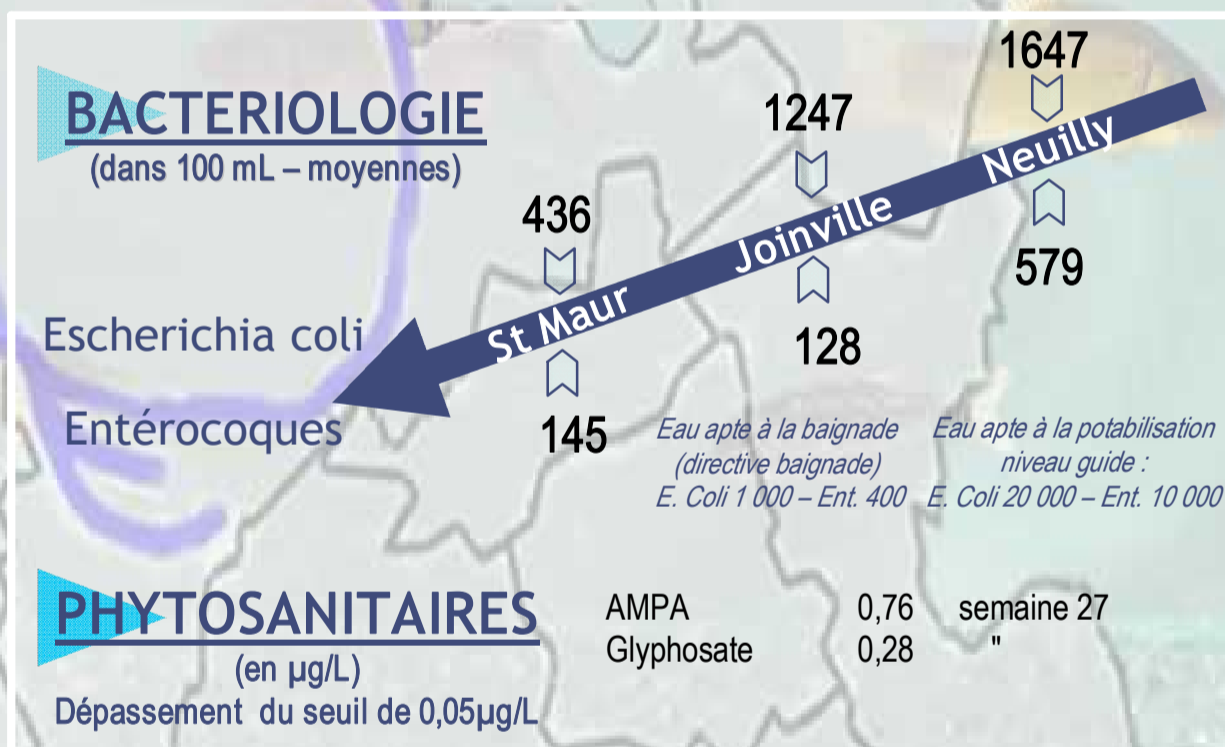 BACTERIOLOGIE
(dans 100 mL – moyennes)
1647
1247
436
Neuilly
Joinville
St Maur
579
128
145
Escherichia coli
Entérocoques
Eau apte à la baignade
(directive baignade)
E. Coli 1 000 – Ent. 400
Eau apte à la potabilisation
niveau guide :
E. Coli 20 000 – Ent. 10 000
PHYTOSANITAIRES
(en µg/L)
Dépassement du seuil de 0,05µg/L
AMPA 0,76 semaine 27
Glyphosate 0,28 "